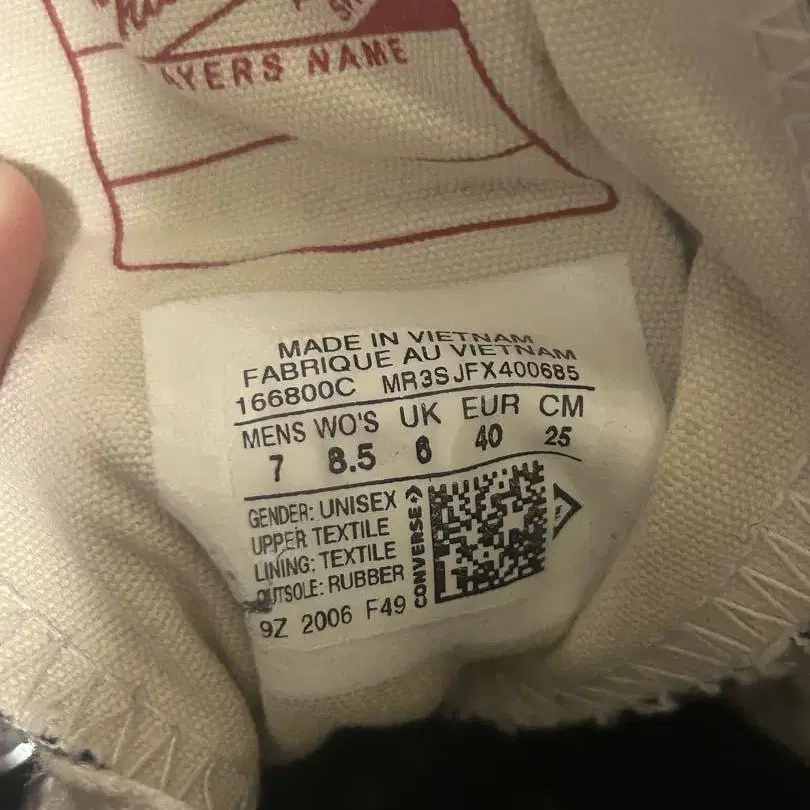 AYERS NAME
MADE IN VIETNAM
FABRIQUE AU VIETNAM
166800C MR3SJFX400685
MENS WO'S UK EUR CM
7 8.5 6 40 25
GENDER: UNISEX
UPPER TEXTILE
LINING: TEXTILE
OUTSOLE: RUBBER
9Z 2006 F49
CONVERSE